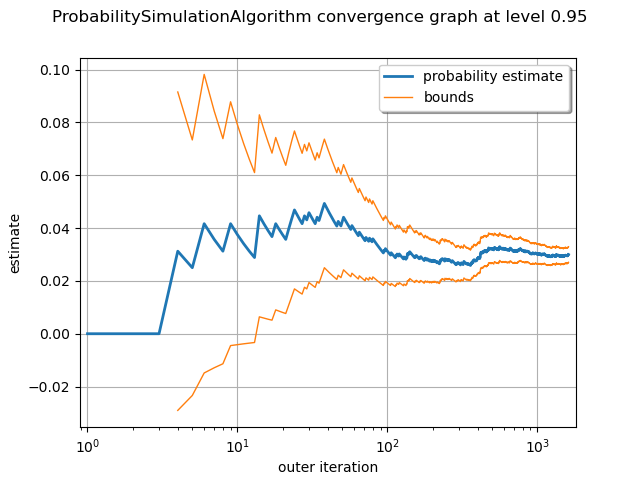 ProbabilitySimulationAlgorithm convergence graph at level 0.95
probability estimate
bounds
0.10
0.08
0.06
0.04
0.02
0.00
−0.02
estimate
10⁰
10¹
10²
10³
outer iteration